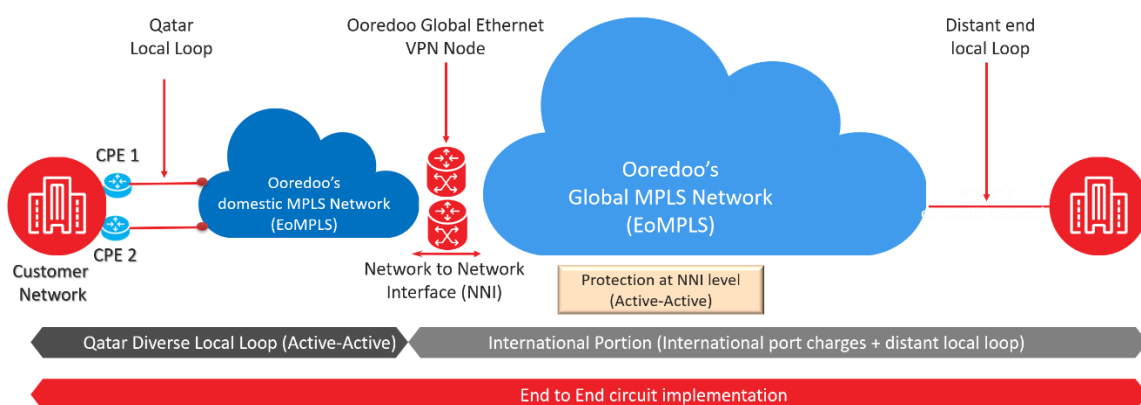 Qatar
Local Loop
Ooredoo Global Ethernet
VPN Node
Distant end
local Loop
CPE 1
CPE 2
Customer
Network
Ooredoo's
domestic MPLS Network
(EoMPLS)
Ooredoo's
Global MPLS Network
(EoMPLS)
Network to Network
Interface (NNI)
Protection at NNI level
(Active-Active)
Qatar Diverse Local Loop (Active-Active)
International Portion (International port charges + distant local loop)
End to End circuit implementation